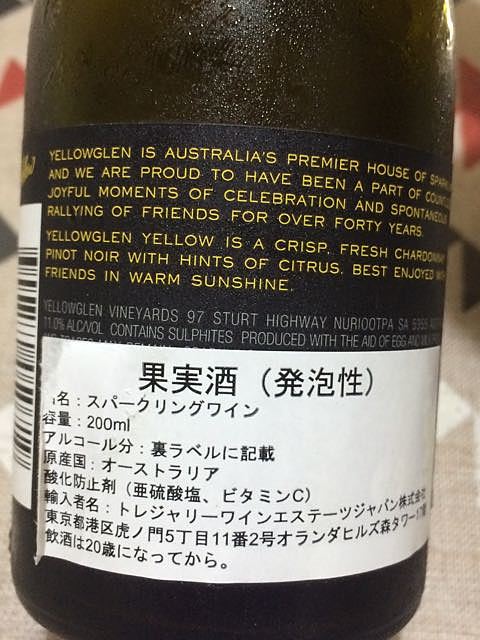 YELLOWGLEN IS AUSTRALIA'S PREMIER HOUSE OF
AND WE ARE PROUD TO HAVE BEEN A PART OF
JOYFUL MOMENTS OF CELEBRATION AND SPONTANEOUS
RALLYING OF FRIENDS FOR OVER FORTY YEARS.
YELLOWGLEN YELLOW IS A CRISP, FRESH
PINOT NOIR WITH HINTS OF CITRUS. BEST ENJOYED
FRIENDS IN WARM SUNSHINE.
YELLOWGLEN VINEYARDS 97 STURT HIGHWAY NURIOOTPA SA 5355
11.0% ALC/VOL CONTAINS SULPHITES PRODUCED WITH THE AID OF EGG AND
果実酒（発泡性）
名：スパークリングワイン
容量：200ml
アルコール分：裏ラベルに記載
原産国：オーストラリア
酸化防止剤（亜硫酸塩、ビタミンC）
輸入者名：トレジャリーワインエステーツジャパン株式会社
東京都港区虎ノ門5丁目11番2号オランダヒルズ森タワー
飲酒は20歳になってから。